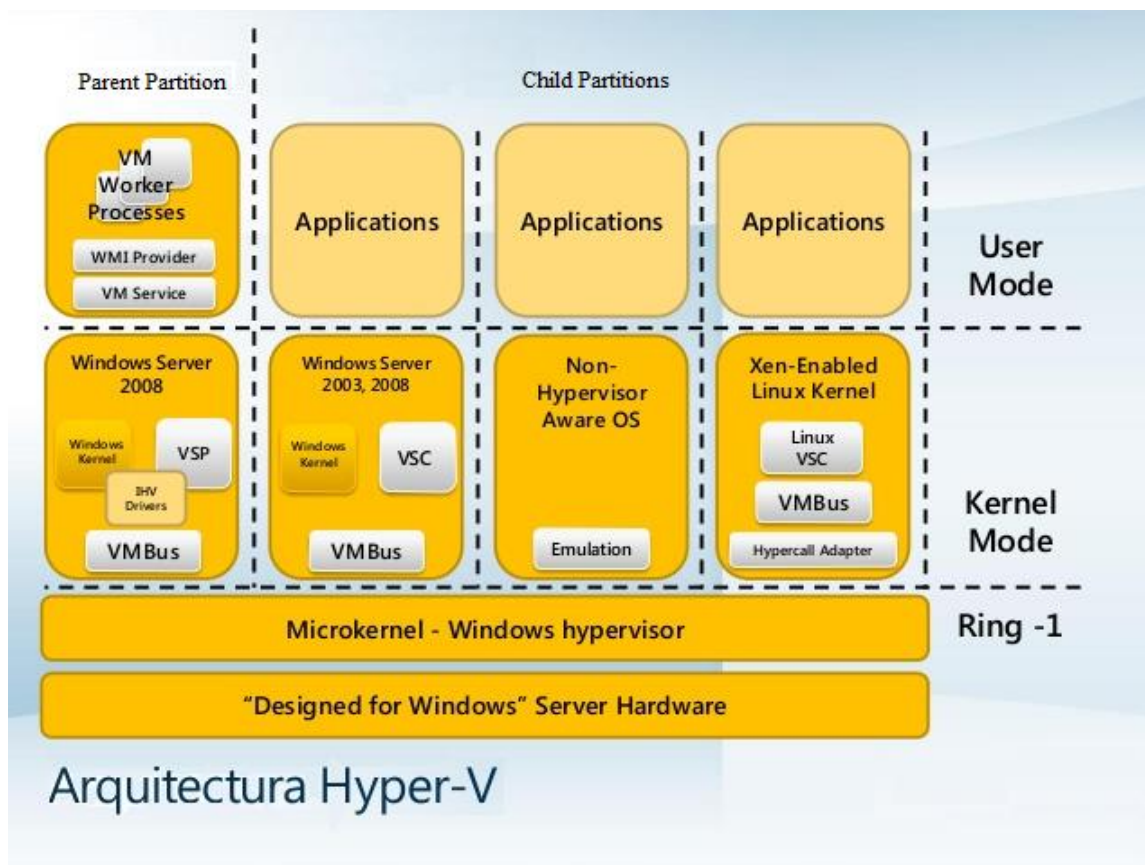 Parent Partition
Child Partitions
VM
Worker
Processes
WMI Provider
VM Service
Applications
Applications
Applications
User
Mode
Windows Server
2008
Windows
Kernel
VSP
IHV
Drivers
VMBus
Windows Server
2003, 2008
Windows
Kernel
VSC
VMBus
Non-
Hypervisor
Aware OS
Emulation
Xen-Enabled
Linux Kernel
Linux
VSC
VMBus
Hypercall Adapter
Kernel
Mode
Microkernel - Windows hypervisor
Ring -1
“Designed for Windows” Server Hardware
Arquitectura Hyper-V